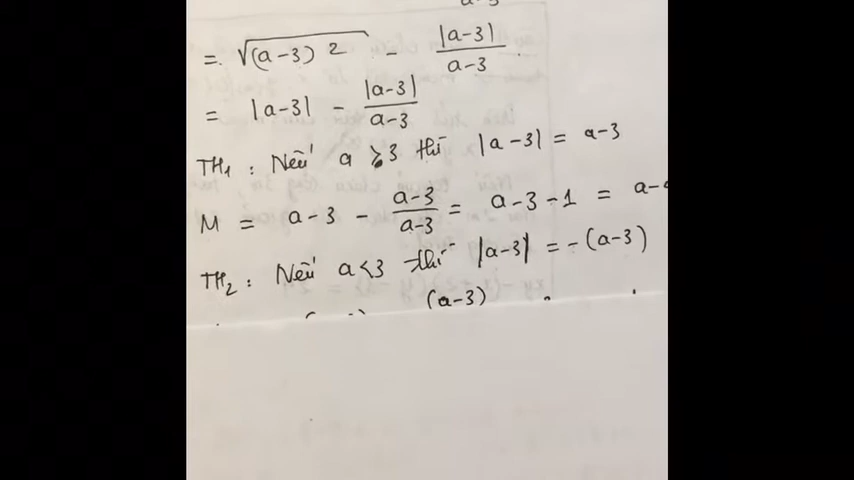 = √(a-3)² - |a-3|/(a-3)
= |a-3| - |a-3|/(a-3)
TH1: Nếu a ≥ 3 thì |a-3| = a-3
M = a-3 - (a-3)/(a-3) = a-3-1 = a-
TH2: Nếu a<3 thì |a-3| = -(a-3)
(a-3)